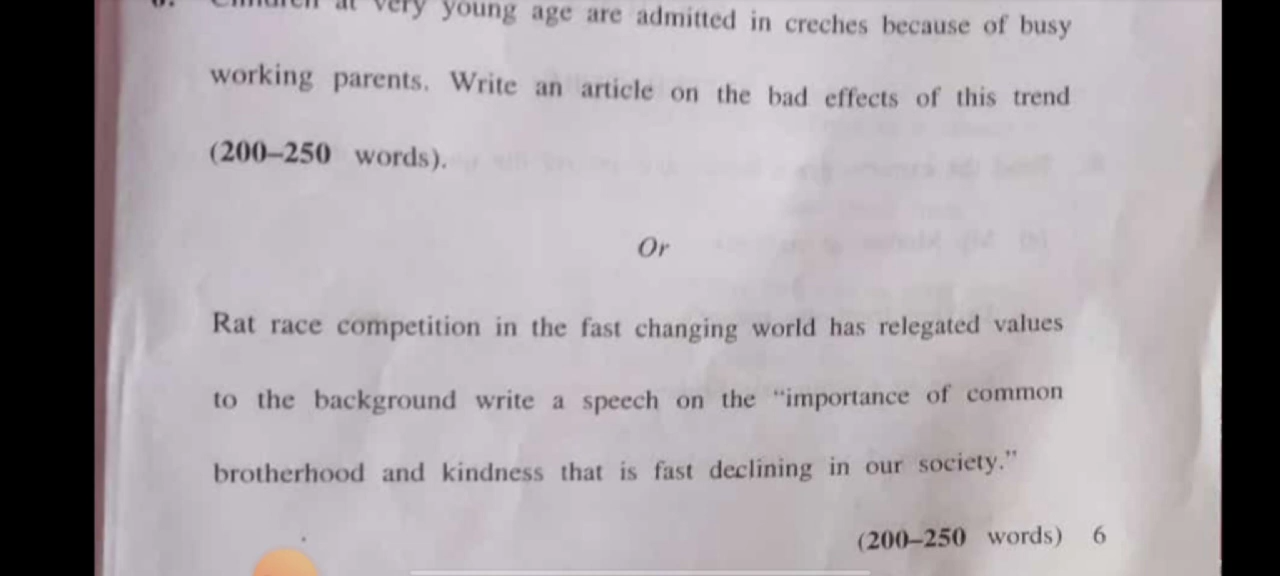 Children at very young age are admitted in creches because of busy
working parents. Write an article on the bad effects of this trend
(200–250 words).
Or
Rat race competition in the fast changing world has relegated values
to the background write a speech on the “importance of common
brotherhood and kindness that is fast declining in our society.”
(200–250 words) 6